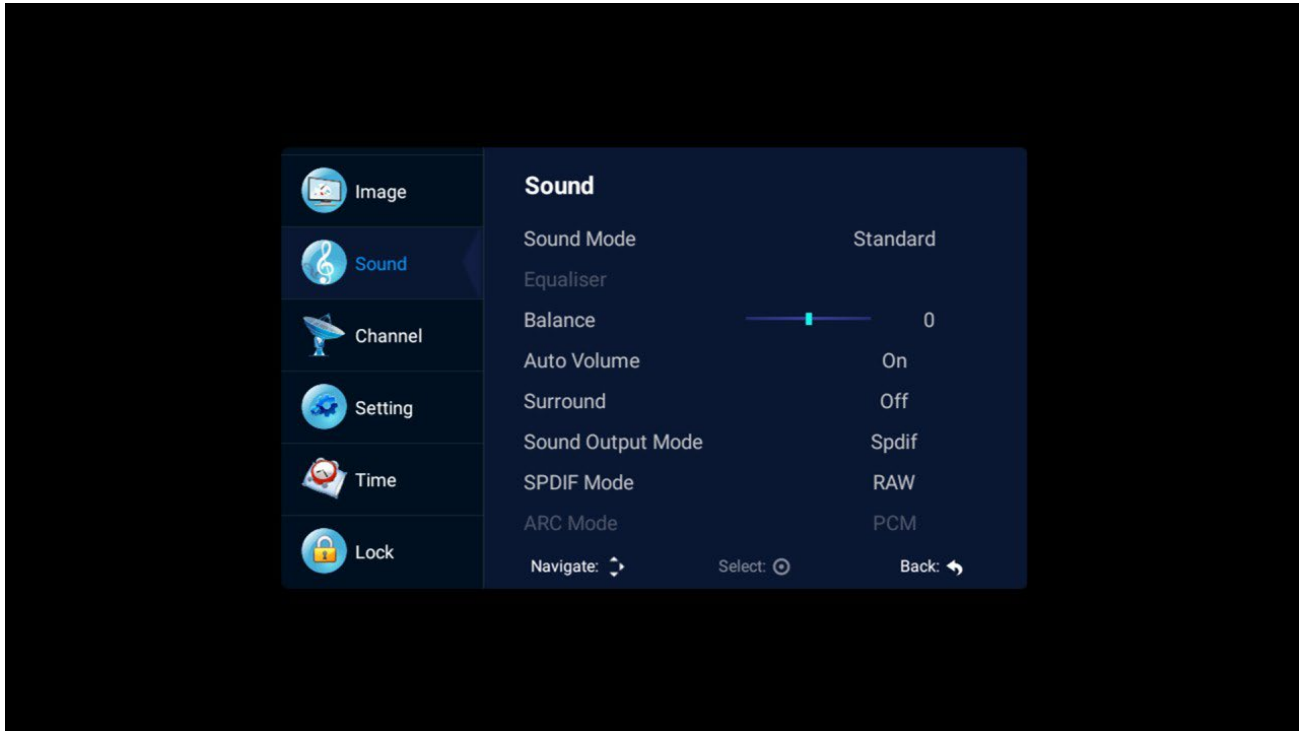 Image
Sound
Channel
Setting
Time
Lock
Sound
Sound Mode Standard
Equaliser
Balance 0
Auto Volume On
Surround Off
Sound Output Mode Spdif
SPDIF Mode RAW
ARC Mode PCM
Navigate: Select: Back: